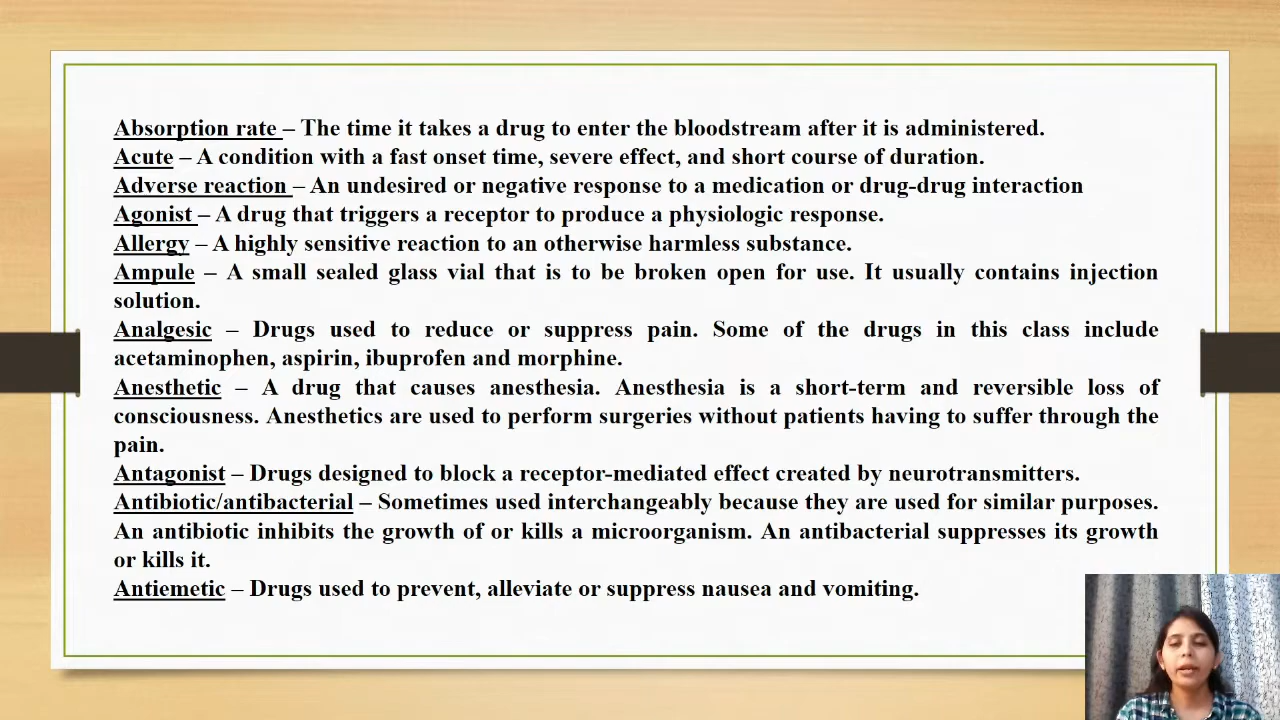 Absorption rate – The time it takes a drug to enter the bloodstream after it is administered.
Acute – A condition with a fast onset time, severe effect, and short course of duration.
Adverse reaction – An undesired or negative response to a medication or drug-drug interaction
Agonist – A drug that triggers a receptor to produce a physiologic response.
Allergy – A highly sensitive reaction to an otherwise harmless substance.
Ampule – A small sealed glass vial that is to be broken open for use. It usually contains injection
solution.
Analgesic – Drugs used to reduce or suppress pain. Some of the drugs in this class include
acetaminophen, aspirin, ibuprofen and morphine.
Anesthetic – A drug that causes anesthesia. Anesthesia is a short-term and reversible loss of
consciousness. Anesthetics are used to perform surgeries without patients having to suffer through the
pain.
Antagonist – Drugs designed to block a receptor-mediated effect created by neurotransmitters.
Antibiotic/antibacterial – Sometimes used interchangeably because they are used for similar purposes.
An antibiotic inhibits the growth of or kills a microorganism. An antibacterial suppresses its growth
or kills it.
Antiemetic – Drugs used to prevent, alleviate or suppress nausea and vomiting.